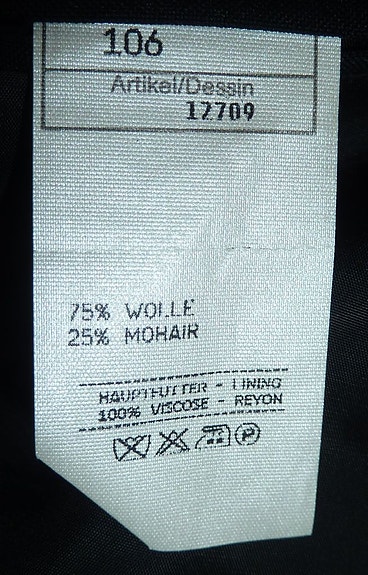 106
Artikel/Dessin
12709
75% WOLLE
25% MOHAIR
HAUPTFUTTER - LINING
100% VISCOSE - REYON
P